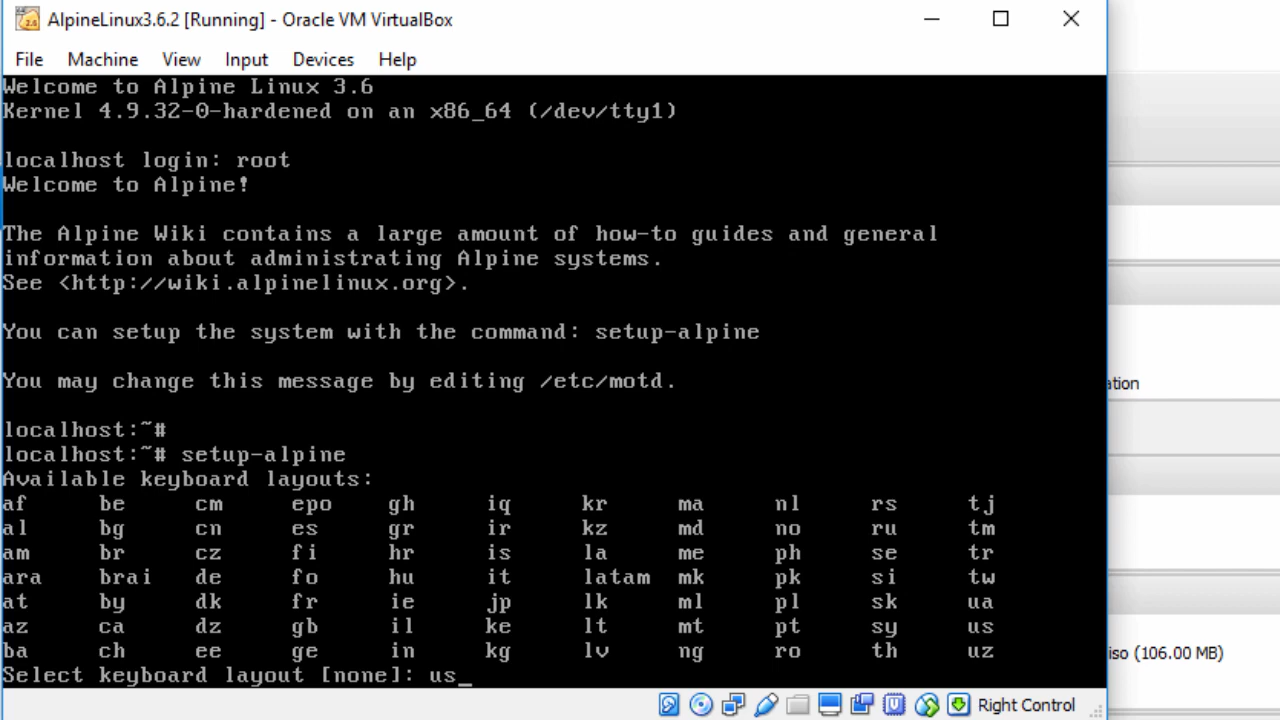 AlpineLinux3.6.2 [Running] - Oracle VM VirtualBox
File Machine View Input Devices Help
Welcome to Alpine Linux 3.6
Kernel 4.9.32-0-hardened on an x86_64 (/dev/tty1)
localhost login: root
Welcome to Alpine!
The Alpine Wiki contains a large amount of how-to guides and general
information about administrating Alpine systems.
See <http://wiki.alpinelinux.org>.
You can setup the system with the command: setup-alpine
You may change this message by editing /etc/motd.
ation
localhost:~#
localhost:~# setup-alpine
Available keyboard layouts:
af be cm epo gh iq kr ma nl rs tj
al bg cn es gr ir kz md no ru tm
am br cz fi hr is la me ph se tr
ara brai de fo hu it latam mk pk si tw
at by dk fr ie jp lk ml pl sk ua
az ca dz gb il ke lt mt pt sy us
ba ch ee ge in kg lv ng ro th uz
iso (106.00 MB)
Select keyboard layout [none]: us_
Right Control